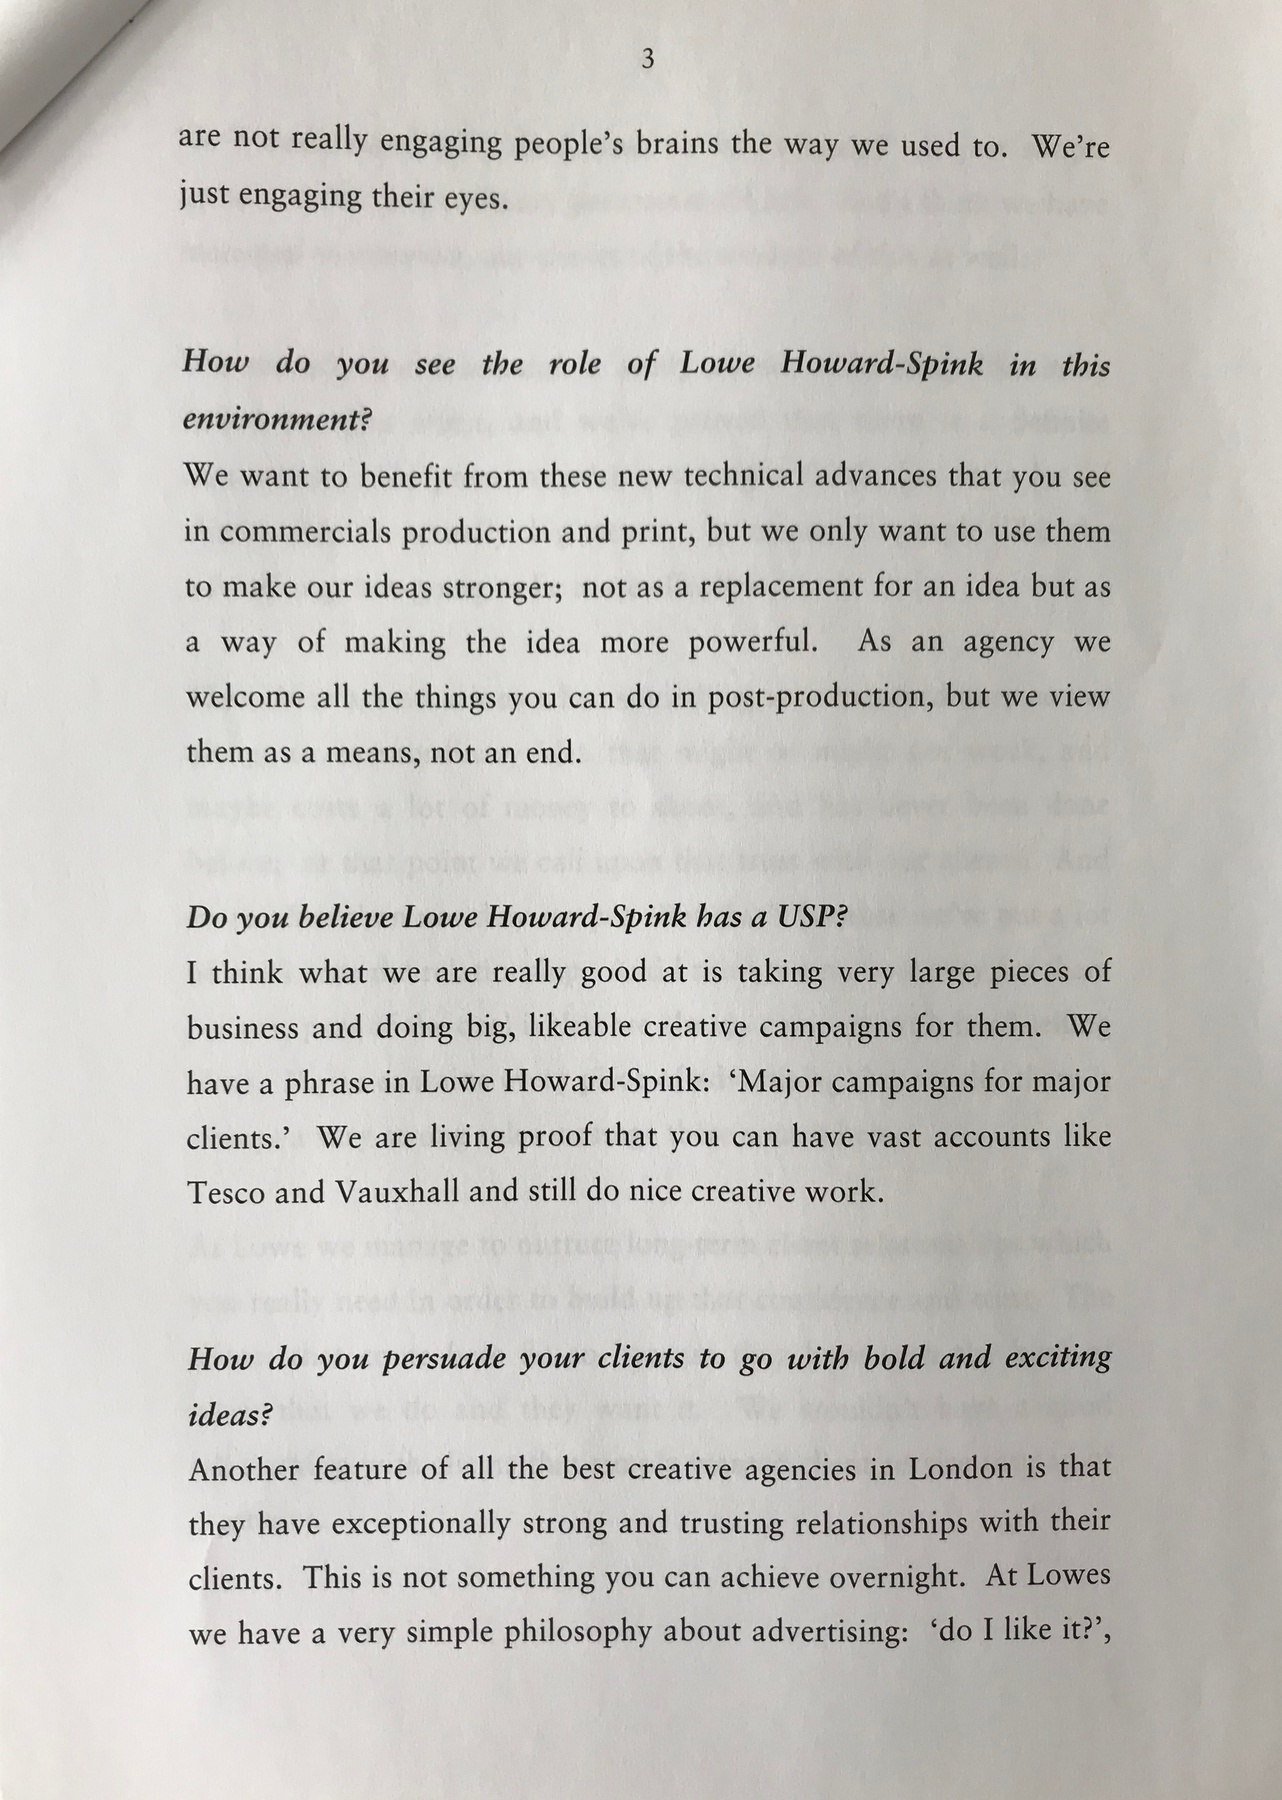 3
are not really engaging people's brains the way we used to.  We're
just engaging their eyes.
How do you see the role of Lowe Howard-Spink in this
environment?
We want to benefit from these new technical advances that you see
in commercials production and print, but we only want to use them
to make our ideas stronger;  not as a replacement for an idea but as
a way of making the idea more powerful.  As an agency we
welcome all the things you can do in post-production, but we view
them as a means, not an end.
Do you believe Lowe Howard-Spink has a USP?
I think what we are really good at is taking very large pieces of
business and doing big, likeable creative campaigns for them.  We
have a phrase in Lowe Howard-Spink:  ‘Major campaigns for major
clients.’  We are living proof that you can have vast accounts like
Tesco and Vauxhall and still do nice creative work.
How do you persuade your clients to go with bold and exciting
ideas?
Another feature of all the best creative agencies in London is that
they have exceptionally strong and trusting relationships with their
clients.  This is not something you can achieve overnight.  At Lowes
we have a very simple philosophy about advertising:  ‘do I like it?’,